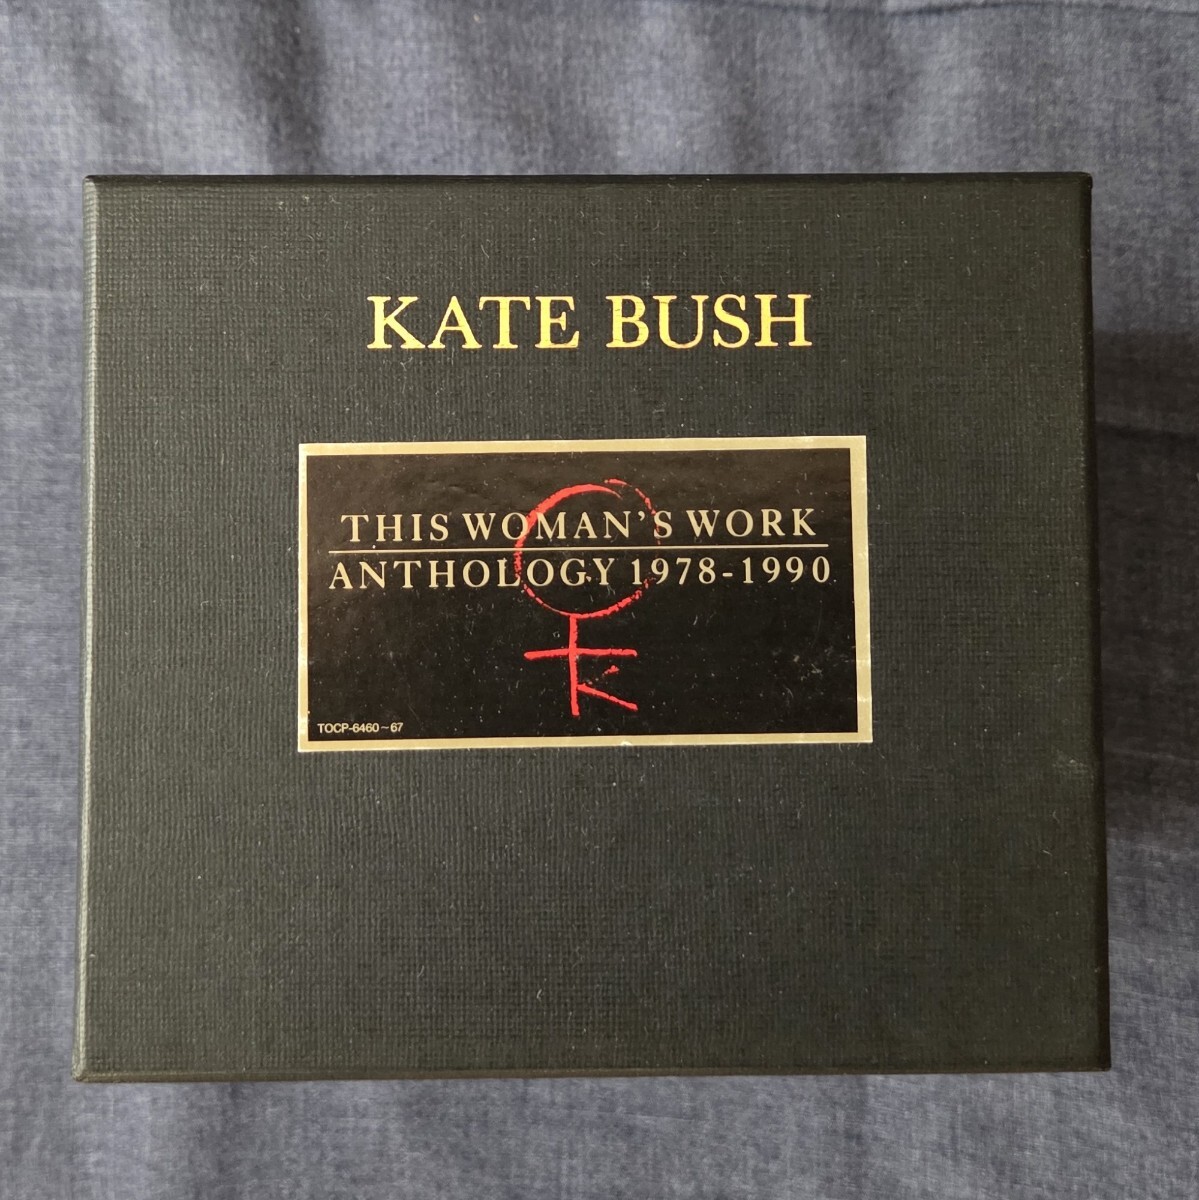 KATE BUSH
THIS WOMAN'S WORK
ANTHOLOGY 1978-1990
TOCP-6460~67